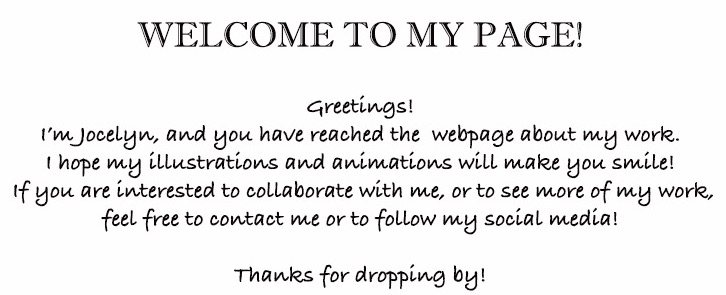 WELCOME TO MY PAGE!
Greetings!
I'm Jocelyn, and you have reached the webpage about my work.
I hope my illustrations and animations will make you smile!
If you are interested to collaborate with me, or to see more of my work,
feel free to contact me or to follow my social media!
Thanks for dropping by!